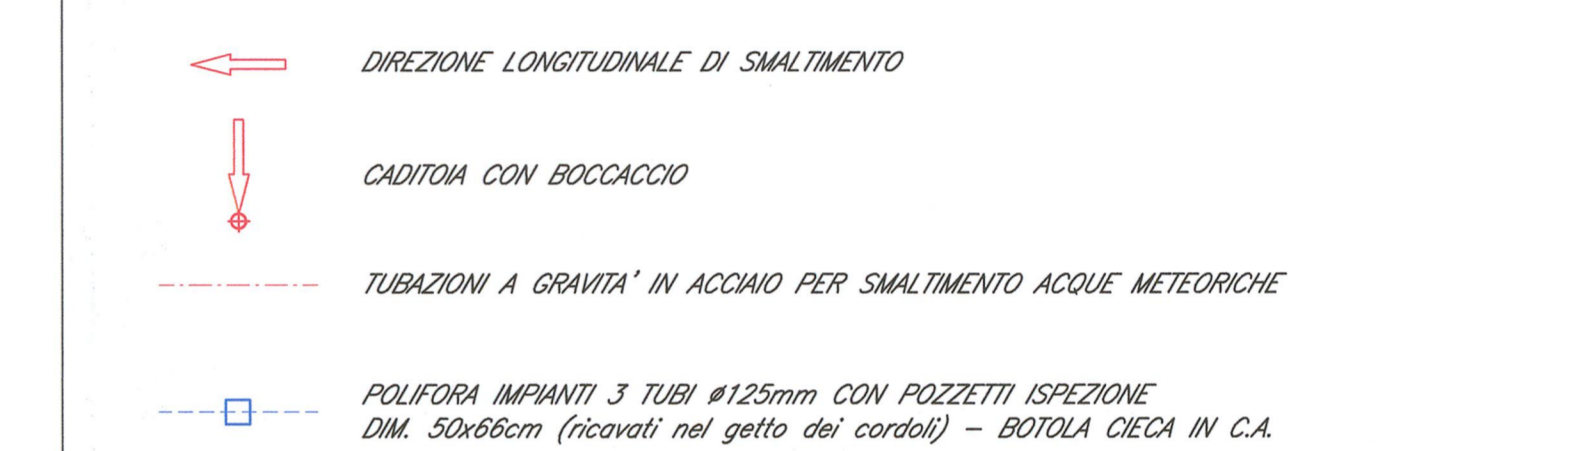 DIREZIONE LONGITUDINALE DI SMALTIMENTO
CADITOIA CON BOCCACCIO
TUBAZIONI A GRAVITA' IN ACCIAIO PER SMALTIMENTO ACQUE METEORICHE
POLIFORA IMPIANTI 3 TUBI ø125mm CON POZZETTI ISPEZIONE
DIM. 50x66cm (ricavati nel getto dei cordoli) – BOTOLA CIECA IN C.A.